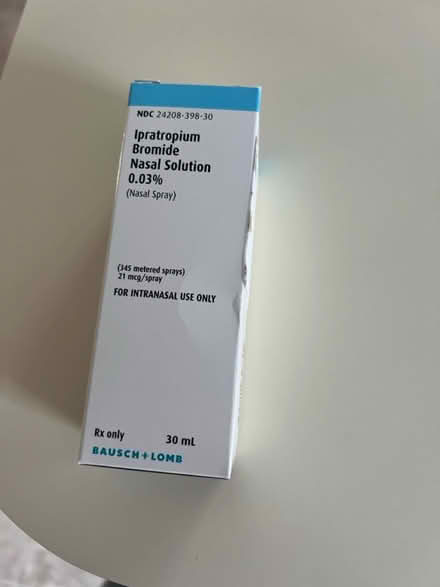 NDC 24208-398-30
Ipratropium
Bromide
Nasal Solution
0.03%
(Nasal Spray)
(345 metered sprays)
21 mcg/spray
FOR INTRANASAL USE ONLY
Rx only 30 mL
BAUSCH + LOMB